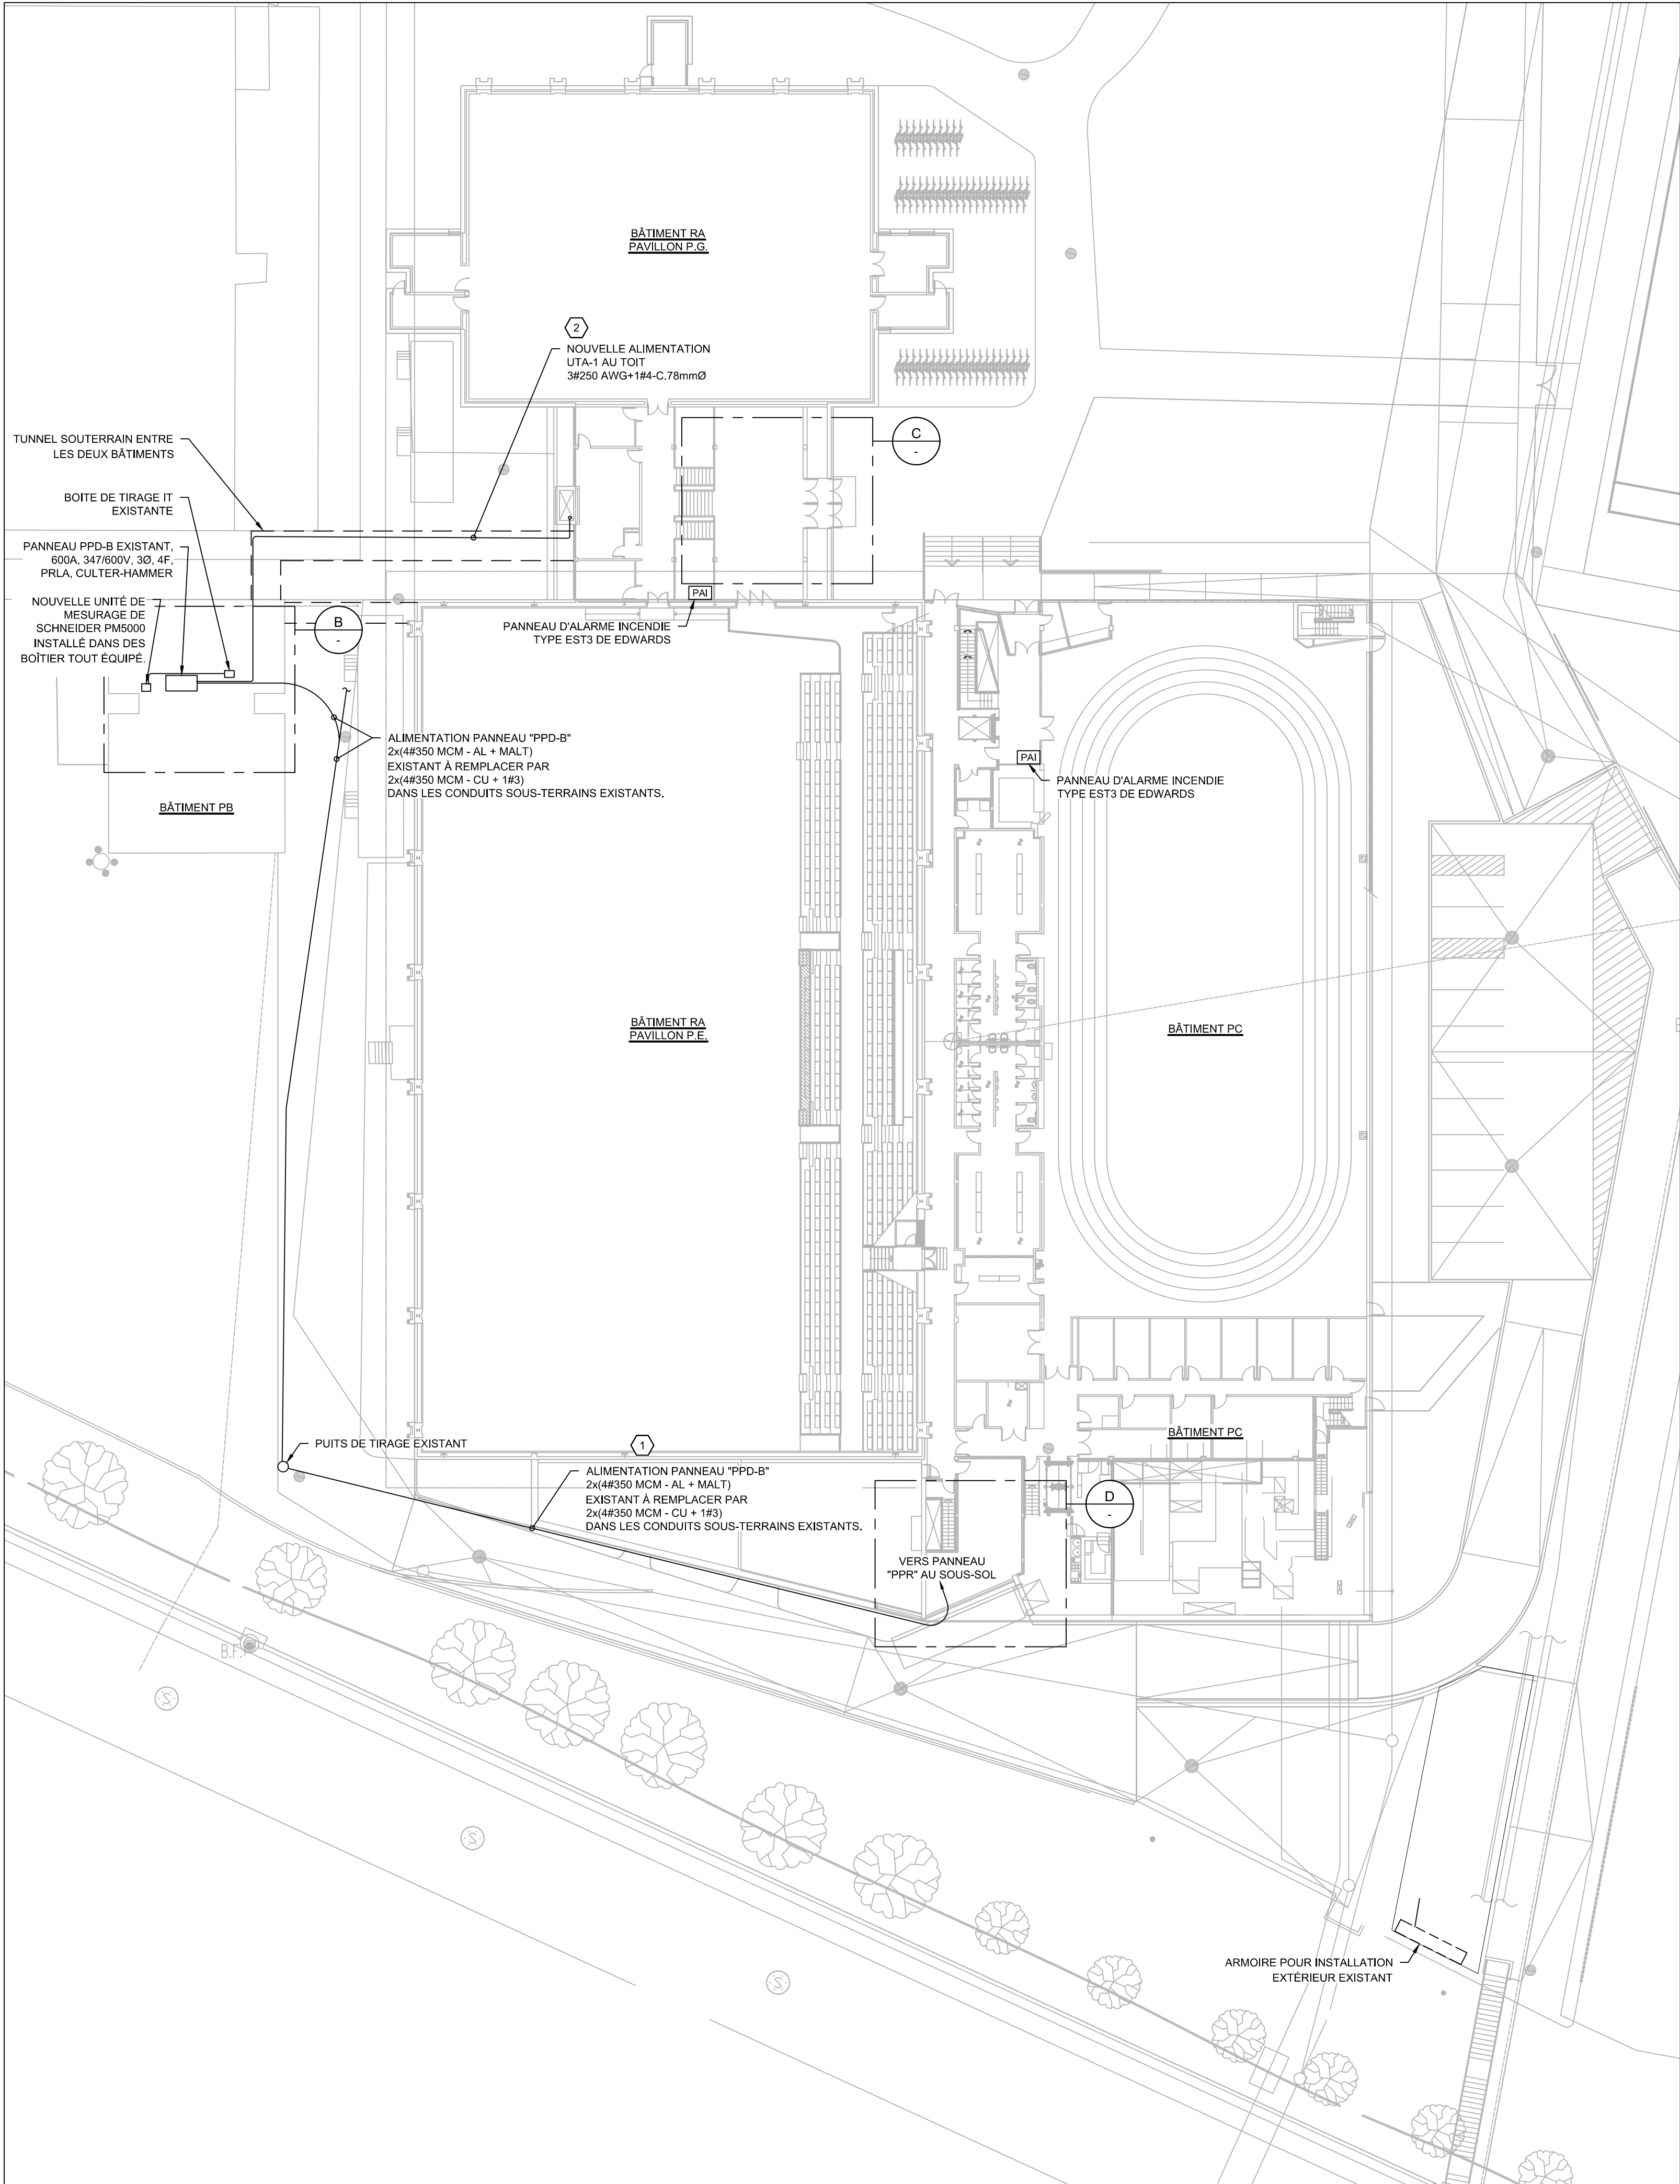 BÂTIMENT RA
PAVILLON P.G.
2
NOUVELLE ALIMENTATION
UTA-1 AU TOIT
3#250 AWG+1#4-C.78mmØ
C
-
TUNNEL SOUTERRAIN ENTRE
LES DEUX BÂTIMENTS
BOITE DE TIRAGE IT
EXISTANTE
PANNEAU PPD-B EXISTANT,
600A, 347/600V, 3Ø, 4F,
PRLA, CULTER-HAMMER
NOUVELLE UNITÉ DE
MESURAGE DE
SCHNEIDER PM5000
INSTALLÉ DANS DES
BOÎTIER TOUT ÉQUIPÉ.
B
-
PAI
PANNEAU D'ALARME INCENDIE
TYPE EST3 DE EDWARDS
ALIMENTATION PANNEAU "PPD-B"
2x(4#350 MCM - AL + MALT)
EXISTANT À REMPLACER PAR
2x(4#350 MCM - CU + 1#3)
DANS LES CONDUITS SOUS-TERRAINS EXISTANTS.
PAI
PANNEAU D'ALARME INCENDIE
TYPE EST3 DE EDWARDS
BÂTIMENT PB
BÂTIMENT RA
PAVILLON P.E.
BÂTIMENT PC
BÂTIMENT PC
PUITS DE TIRAGE EXISTANT
1
ALIMENTATION PANNEAU "PPD-B"
2x(4#350 MCM - AL + MALT)
EXISTANT À REMPLACER PAR
2x(4#350 MCM - CU + 1#3)
DANS LES CONDUITS SOUS-TERRAINS EXISTANTS.
D
-
VERS PANNEAU
"PPR" AU SOUS-SOL
B.F.
S
S
S
ARMOIRE POUR INSTALLATION
EXTÉRIEUR EXISTANT